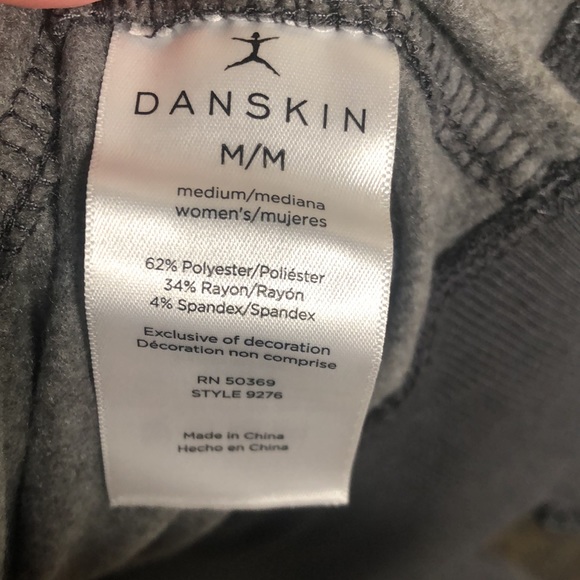 DANSKIN
M/M
medium/mediana
women's/mujeres
62% Polyester/Poliéster
34% Rayon/Rayón
4% Spandex/Spandex
Exclusive of decoration
Décoration non comprise
RN 50369
STYLE 9276
Made in China
Hecho en China